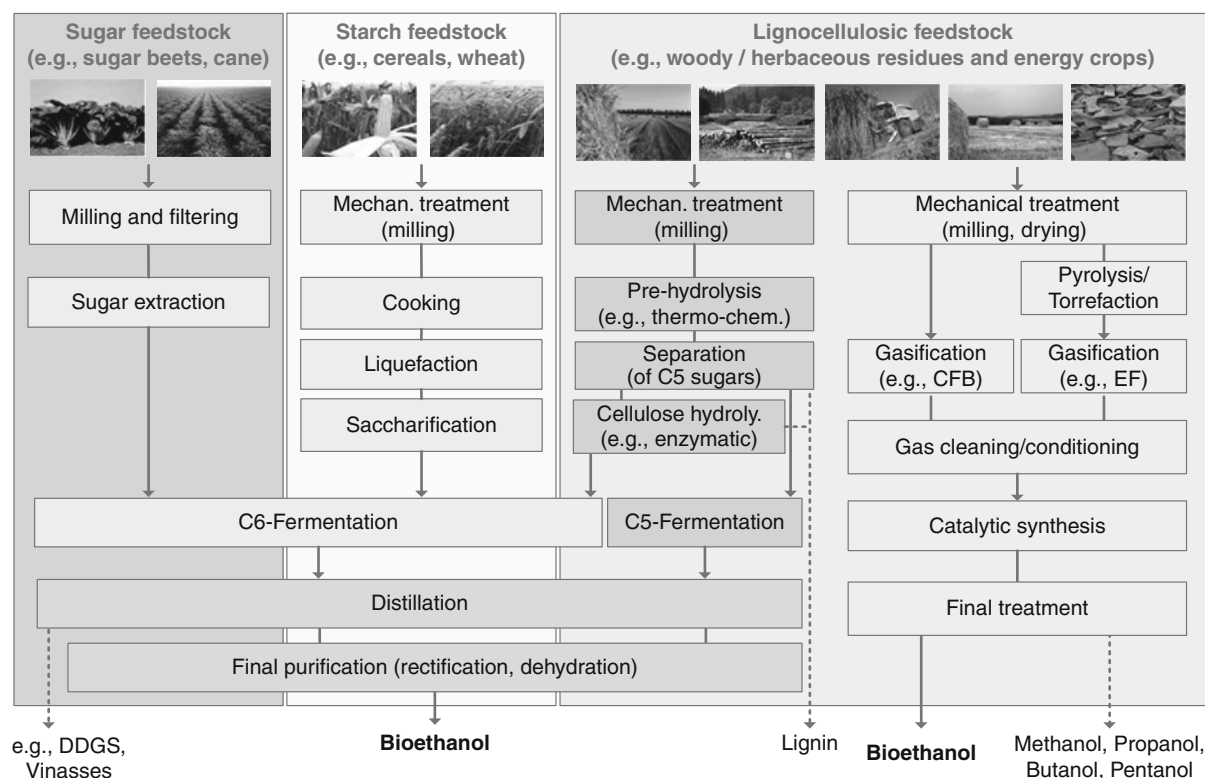 Sugar feedstock
(e.g., sugar beets, cane)
Starch feedstock
(e.g., cereals, wheat)
Lignocellulosic feedstock
(e.g., woody / herbaceous residues and energy crops)
Milling and filtering
Sugar extraction
Mechan. treatment
(milling)
Cooking
Liquefaction
Saccharification
Mechan. treatment
(milling)
Pre-hydrolysis
(e.g., thermo-chem.)
Separation
(of C5 sugars)
Cellulose hydroly.
(e.g., enzymatic)
Mechanical treatment
(milling, drying)
Pyrolysis/
Torrefaction
Gasification
(e.g., CFB)
Gasification
(e.g., EF)
Gas cleaning/conditioning
Catalytic synthesis
Final treatment
C6-Fermentation
C5-Fermentation
Distillation
Final purification (rectification, dehydration)
e.g., DDGS,
Vinasses
Bioethanol
Lignin
Bioethanol
Methanol, Propanol,
Butanol, Pentanol